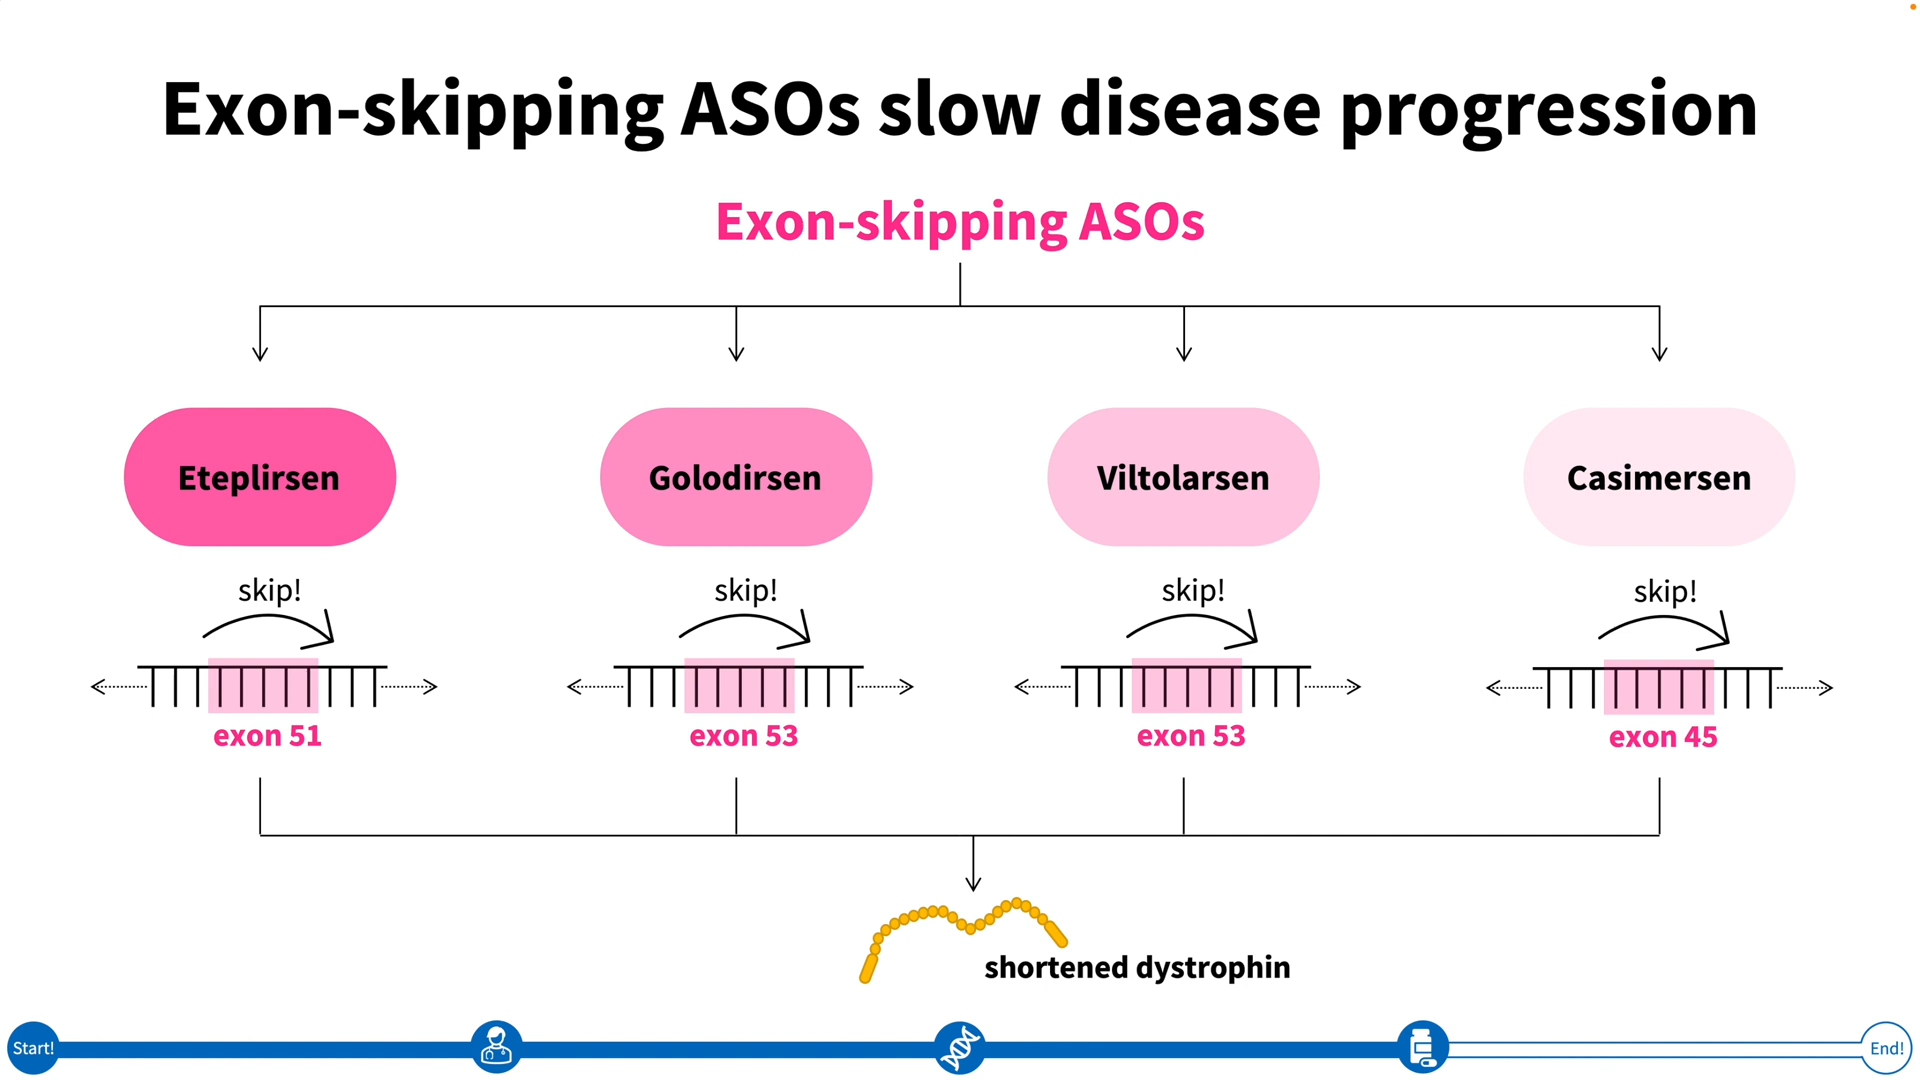 Exon-skipping ASOs slow disease progression
Exon-skipping ASOs
Eteplirsen
Golodirsen
Viltolarsen
Casimersen
skip!
skip!
skip!
skip!
exon 51
exon 53
exon 53
exon 45
shortened dystrophin
Start!
End!